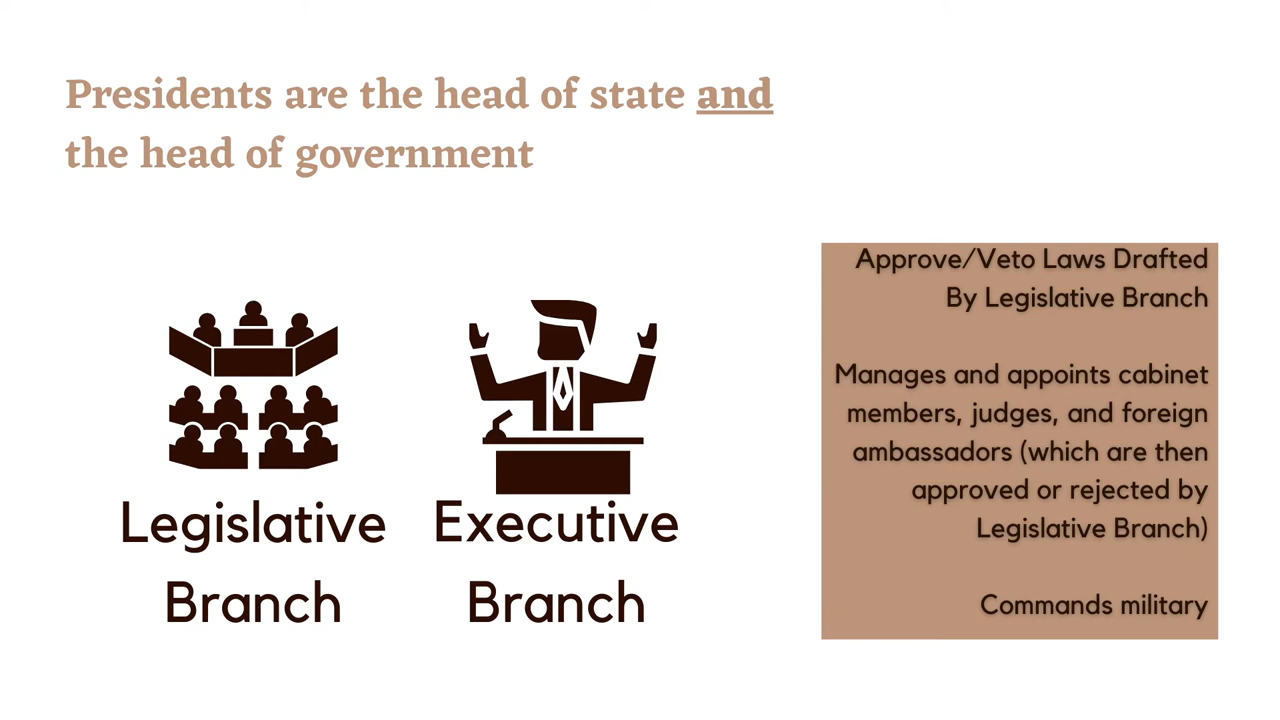 Presidents are the head of state and
the head of government
Legislative
Branch
Executive
Branch
Approve/Veto Laws Drafted
By Legislative Branch
Manages and appoints cabinet
members, judges, and foreign
ambassadors (which are then
approved or rejected by
Legislative Branch)
Commands military